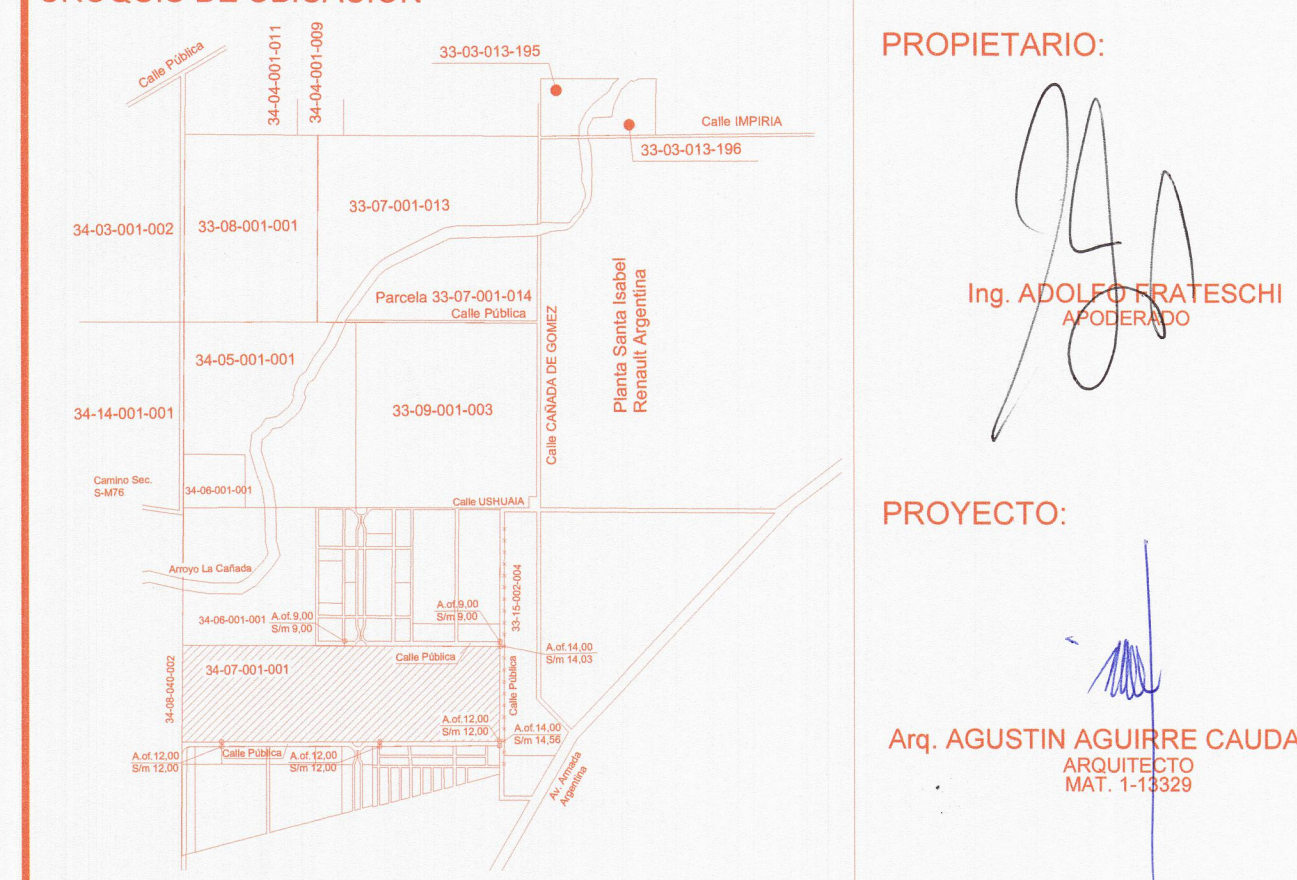 CROQUIS DE UBICACIÓN
Calle Pública
34-04-001-011
34-04-001-009
33-03-013-195
Calle IMPIRIA
33-03-013-196
34-03-001-002
33-08-001-001
33-07-001-013
Parcela 33-07-001-014
Calle Pública
34-05-001-001
34-14-001-001
33-09-001-003
Calle CAÑADA DE GOMEZ
Planta Santa Isabel
Renault Argentina
Camino Sec.
S-M76
34-06-001-001
Calle USHUAIA
Arroyo La Cañada
34-06-001-001
A.of.9,00
S/m 9,00
A.of.9,00
S/m 9,00
33-15-002-004
A.of.14,00
S/m 14,03
Calle Pública
34-07-001-001
34-08-040-002
Calle Pública
A.of.12,00
S/m 12,00
A.of.14,00
S/m 14,56
A.of.12,00
S/m 12,00
Calle Pública
A.of.12,00
S/m 12,00
Av. Armada
Argentina
PROPIETARIO:
Ing. ADOLFO FRATESCHI
APODERADO
PROYECTO:
Arq. AGUSTIN AGUIRRE CAUDA
ARQUITECTO
MAT. 1-13329